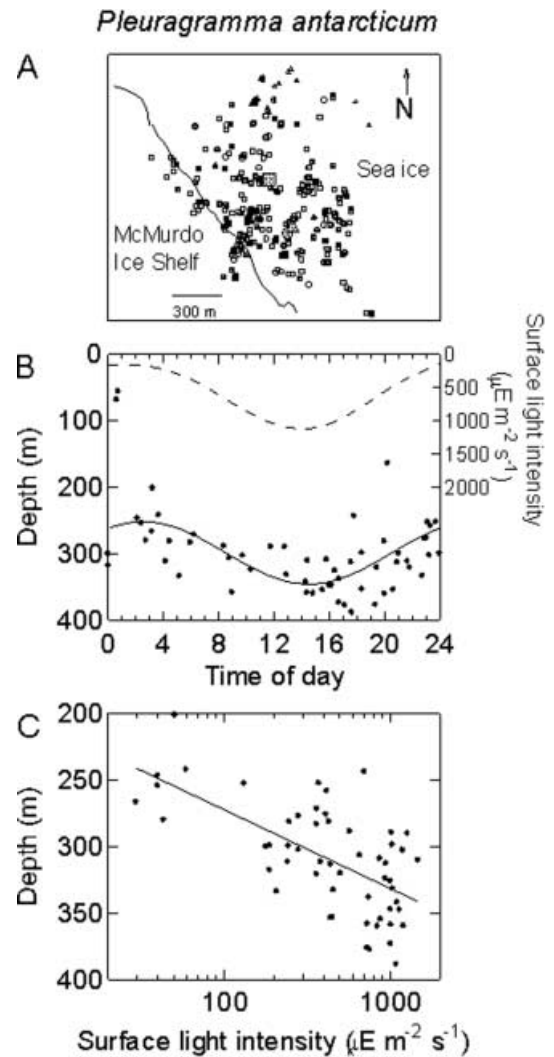 Pleuragramma antarcticum
A
N
Sea ice
McMurdo
Ice Shelf
300 m
B
0
100
200
300
400
Depth (m)
0
500
1000
1500
2000
Surface light intensity
(μE m-2 s-1)
0 4 8 12 16 20 24
Time of day
C
200
250
300
350
400
Depth (m)
100 1000
Surface light intensity (μE m-2 s-1)